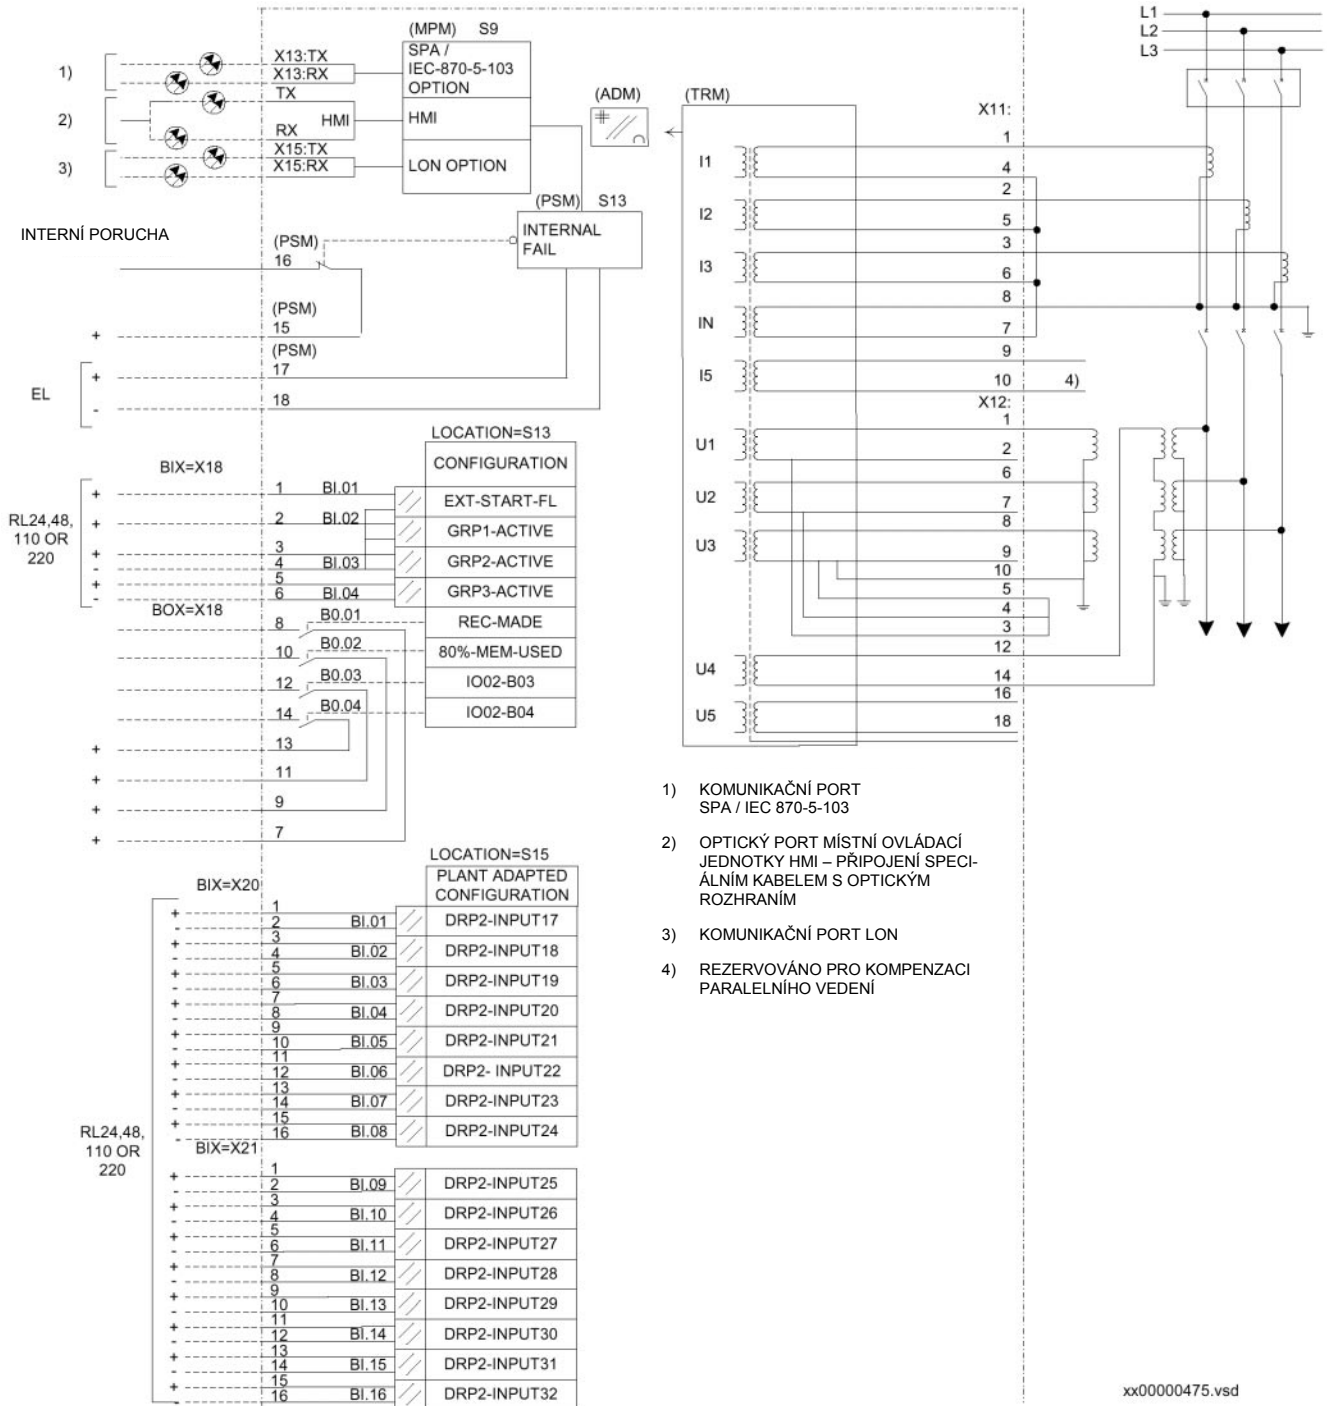 (MPM) S9
SPA /
IEC-870-5-103
OPTION
HMI
LON OPTION
1)
X13:TX
X13:RX
2)
TX
HMI
RX
3)
X15:TX
X15:RX
(PSM) S13
INTERNAL
FAIL
INTERNÍ PORUCHA
(PSM)
16
(PSM)
15
+
(PSM)
17
+
EL
18
-
LOCATION=S13
CONFIGURATION
BIX=X18
RL24,48,
110 OR
220
+ 1 BI.01 EXT-START-FL
+ 2 BI.02 GRP1-ACTIVE
+ 3
- 4 BI.03 GRP2-ACTIVE
+ 5
- 6 BI.04 GRP3-ACTIVE
BOX=X18
8 B0.01 REC-MADE
10 B0.02 80%-MEM-USED
12 B0.03 IO02-B03
14 B0.04 IO02-B04
+ 13
+ 11
+ 9
+ 7
LOCATION=S15
PLANT ADAPTED
CONFIGURATION
BIX=X20
+ 1
- 2 BI.01 DRP2-INPUT17
+ 3
- 4 BI.02 DRP2-INPUT18
+ 5
- 6 BI.03 DRP2-INPUT19
+ 7
- 8 BI.04 DRP2-INPUT20
+ 9
- 10 BI.05 DRP2-INPUT21
+ 11
- 12 BI.06 DRP2- INPUT22
+ 13
- 14 BI.07 DRP2-INPUT23
+ 15
- 16 BI.08 DRP2-INPUT24
RL24,48,
110 OR
220
BIX=X21
+ 1
- 2 BI.09 DRP2-INPUT25
+ 3
- 4 BI.10 DRP2-INPUT26
+ 5
- 6 BI.11 DRP2-INPUT27
+ 7
- 8 BI.12 DRP2-INPUT28
+ 9
- 10 BI.13 DRP2-INPUT29
+ 11
- 12 BI.14 DRP2-INPUT30
+ 13
- 14 BI.15 DRP2-INPUT31
+ 15
- 16 BI.16 DRP2-INPUT32
(ADM)
#
(TRM)
X11:
I1
1
4
I2
2
5
I3
3
6
IN
8
7
I5
9
10 4)
X12:
U1
1
2
U2
6
7
U3
8
9
10
5
4
3
U4
12
14
U5
16
18
L1
L2
L3
1) KOMUNIKAČNÍ PORT
SPA / IEC 870-5-103
2) OPTICKÝ PORT MÍSTNÍ OVLÁDACÍ
JEDNOTKY HMI – PŘIPOJENÍ SPECI-
ÁLNÍM KABELEM S OPTICKÝM
ROZHRANÍM
3) KOMUNIKAČNÍ PORT LON
4) REZERVOVÁNO PRO KOMPENZACI
PARALELNÍHO VEDENÍ
xx00000475.vsd